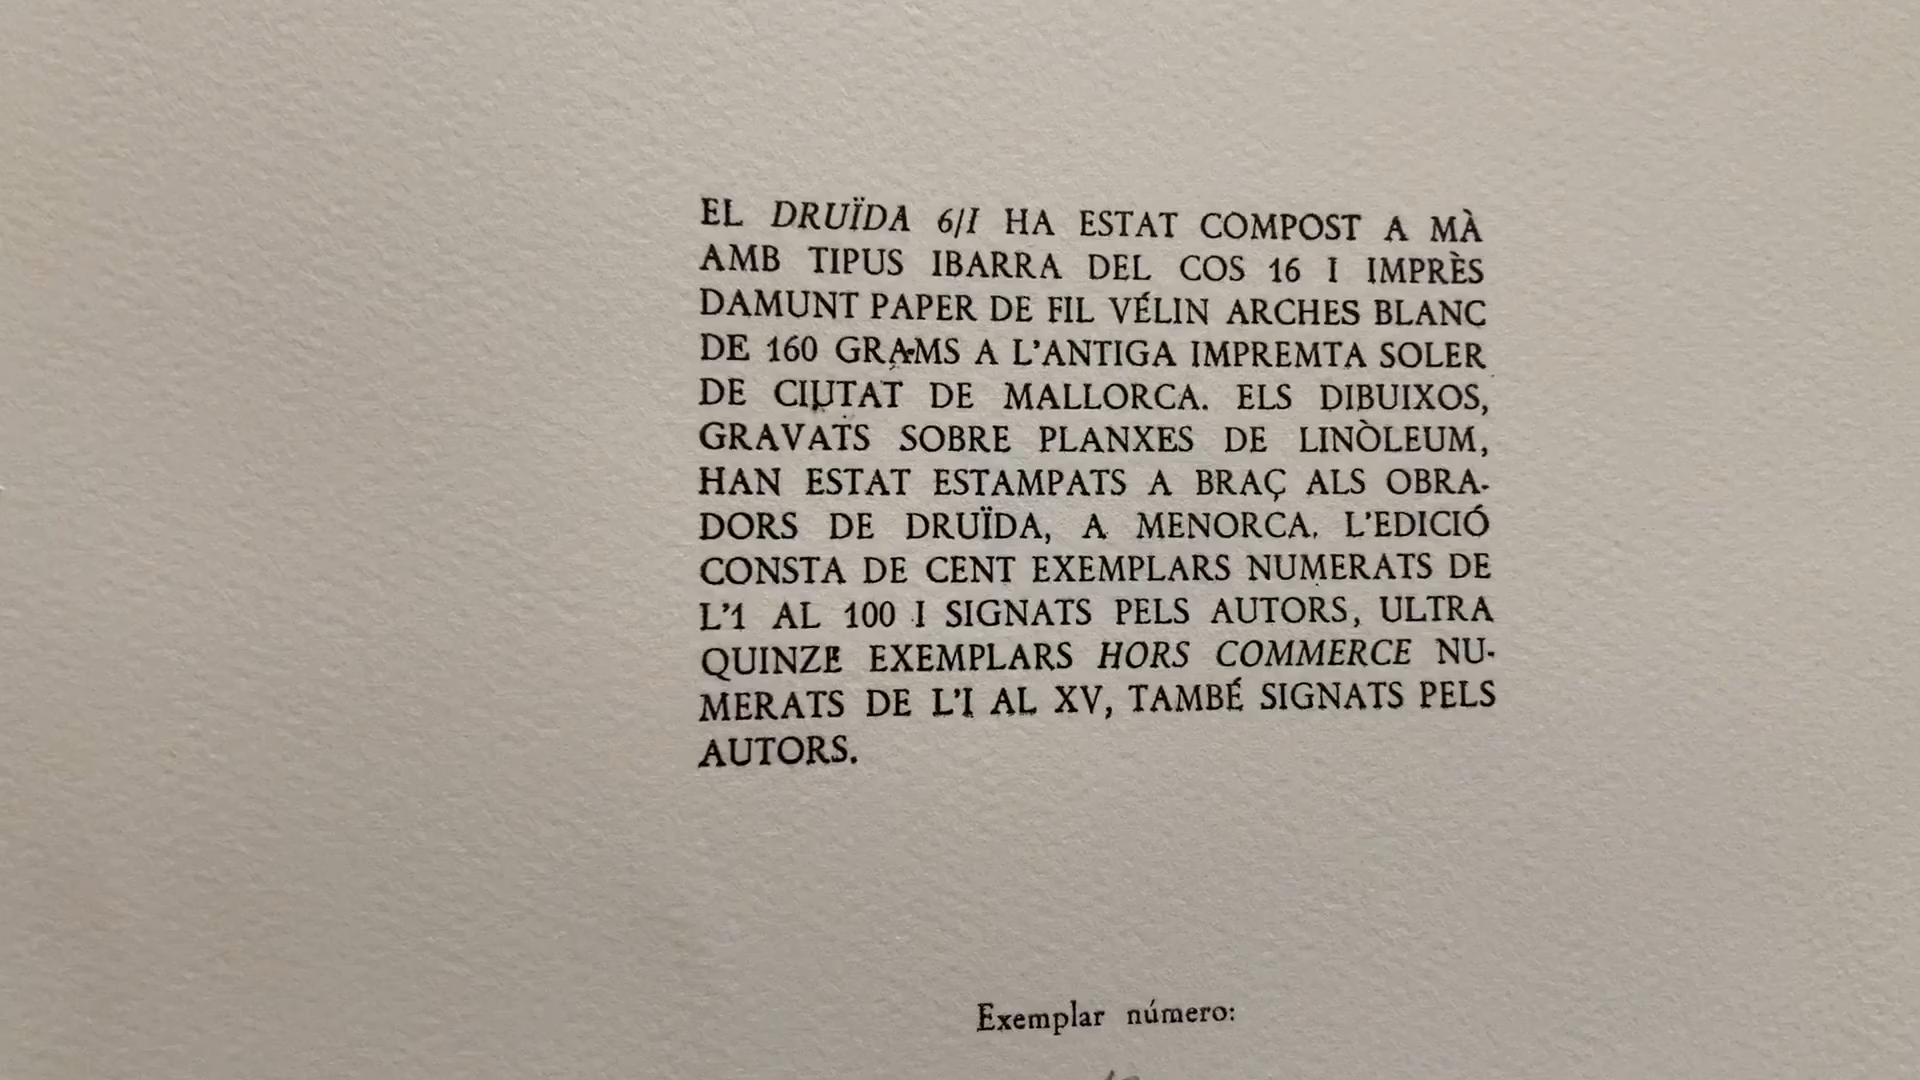 EL DRUÏDA 6/I HA ESTAT COMPOST A MÀ
AMB TIPUS IBARRA DEL COS 16 I IMPRÈS
DAMUNT PAPER DE FIL VÉLIN ARCHES BLANC
DE 160 GRAMS A L'ANTIGA IMPREMTA SOLER
DE CIUTAT DE MALLORCA. ELS DIBUIXOS,
GRAVATS SOBRE PLANXES DE LINÒLEUM,
HAN ESTAT ESTAMPATS A BRAÇ ALS OBRA-
DORS DE DRUÏDA, A MENORCA. L'EDICIÓ
CONSTA DE CENT EXEMPLARS NUMERATS DE
L'1 AL 100 I SIGNATS PELS AUTORS, ULTRA
QUINZE EXEMPLARS HORS COMMERCE NU-
MERATS DE L'I AL XV, TAMBÉ SIGNATS PELS
AUTORS.
Exemplar número: